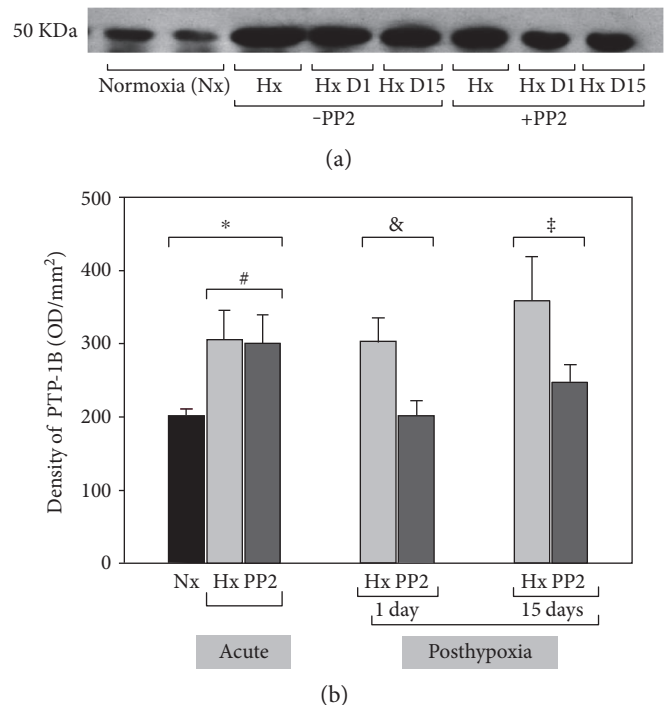 50 KDa
Normoxia (Nx) Hx Hx D1 Hx D15 Hx Hx D1 Hx D15
-PP2 +PP2
(a)
Density of PTP-1B (OD/mm²)
500
400
300
200
100
0
* & ‡
#
Nx Hx PP2 Hx PP2 Hx PP2
1 day 15 days
Acute Posthypoxia
(b)